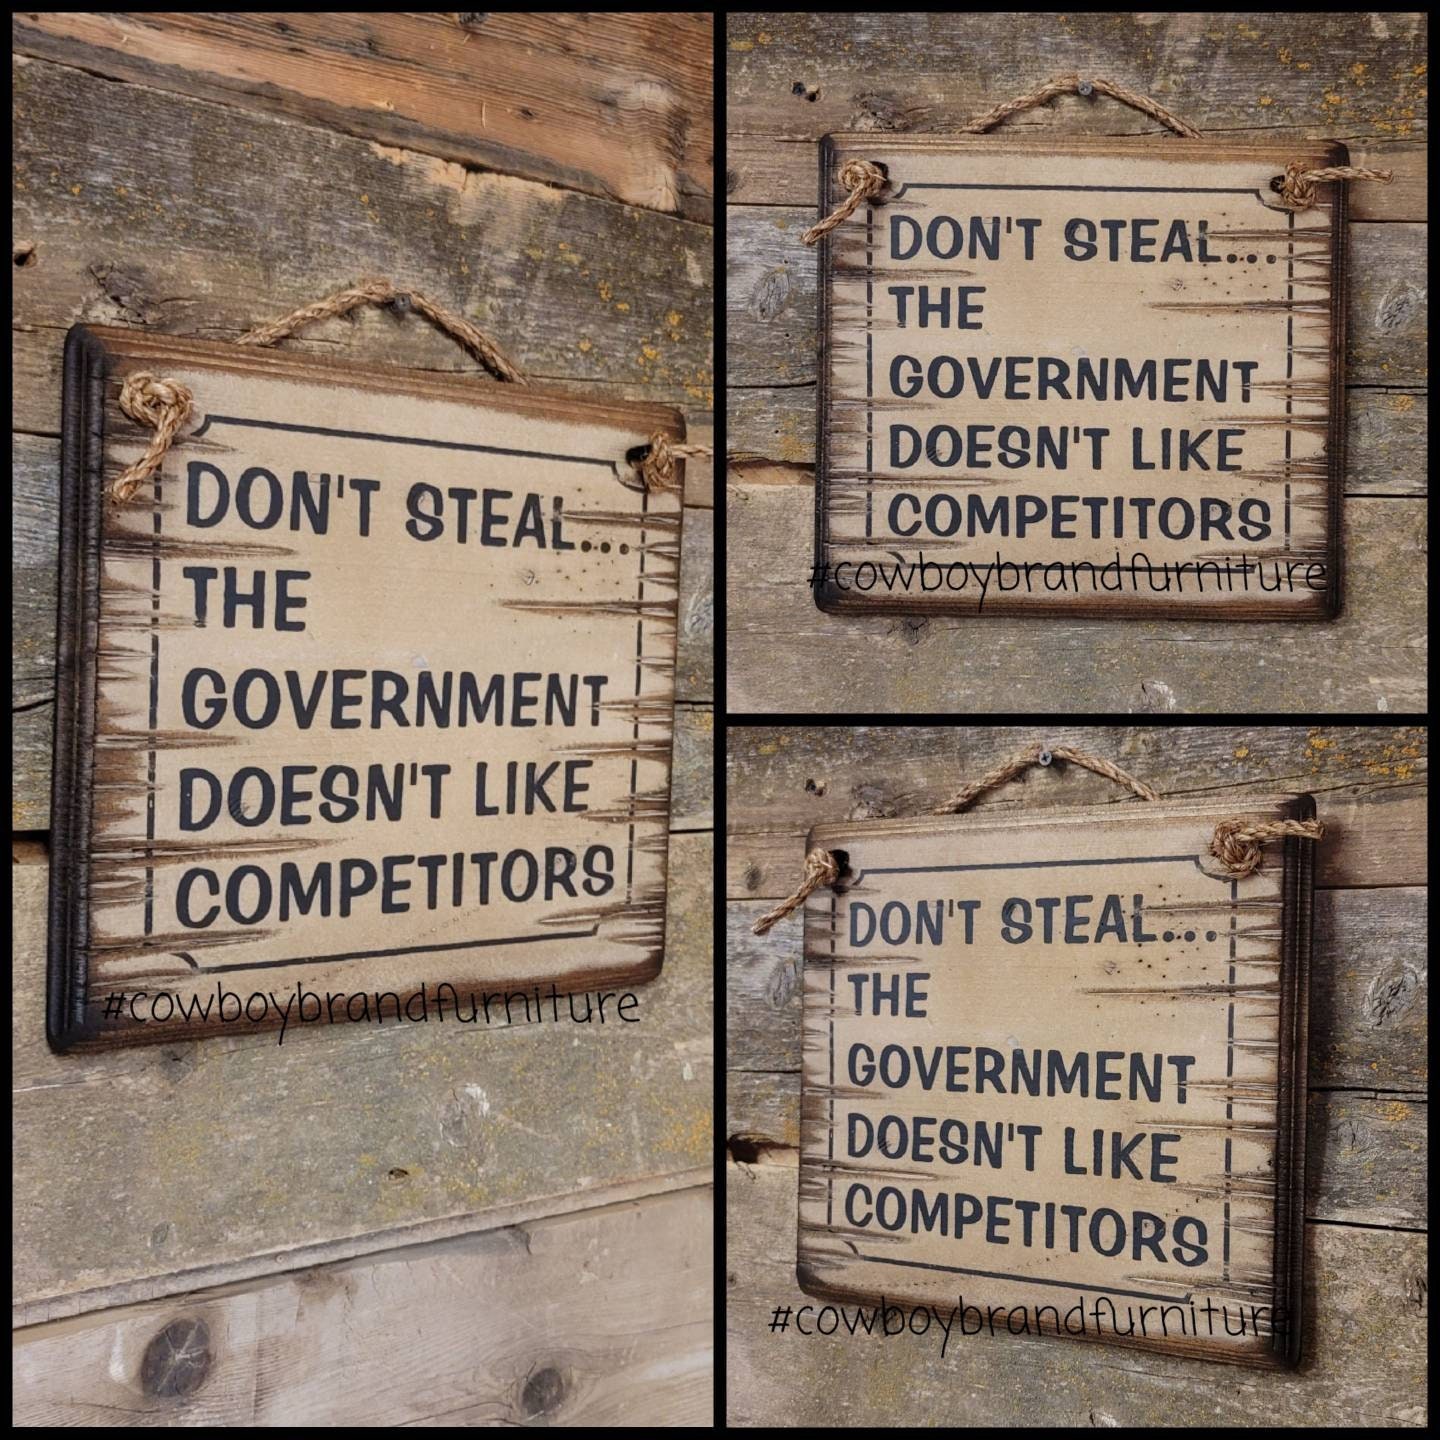 DON'T STEAL...
THE
GOVERNMENT
DOESN'T LIKE
COMPETITORS
#cowboybrandfurniture
DON'T STEAL...
THE
GOVERNMENT
DOESN'T LIKE
COMPETITORS
#cowboybrandfurniture
DON'T STEAL...
THE
GOVERNMENT
DOESN'T LIKE
COMPETITORS
#cowboybrandfurniture